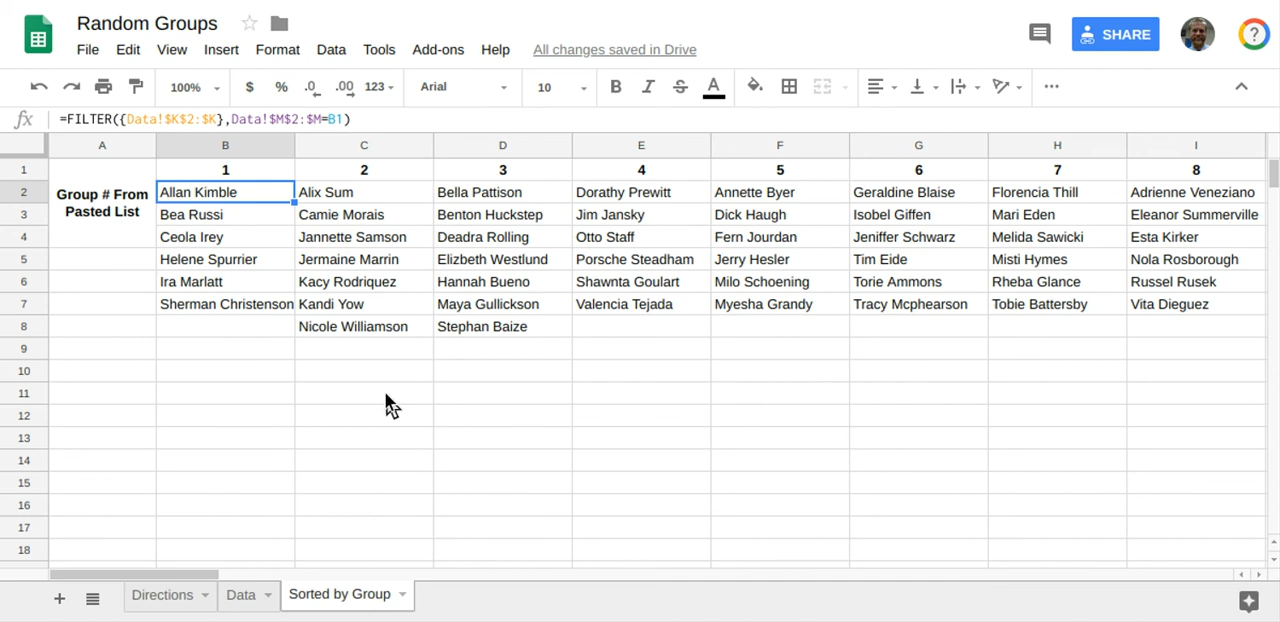 Random Groups
File Edit View Insert Format Data Tools Add-ons Help All changes saved in Drive
SHARE
100% $ % .0 .00 123 Arial 10 B I S A
fx =FILTER({Data!$K$2:$K},Data!$M$2:$M=B1)
A B C D E F G H I
1 1 2 3 4 5 6 7 8
2 Group # From Allan Kimble Alix Sum Bella Pattison Dorathy Prewitt Annette Byer Geraldine Blaise Florencia Thill Adrienne Veneziano
3 Pasted List Bea Russi Camie Morais Benton Huckstep Jim Jansky Dick Haugh Isobel Giffen Mari Eden Eleanor Summerville
4 Ceola Irey Jannette Samson Deadra Rolling Otto Staff Fern Jourdan Jeniffer Schwarz Melida Sawicki Esta Kirker
5 Helene Spurrier Jermaine Marrin Elizbeth Westlund Porsche Steadham Jerry Hesler Tim Eide Misti Hymes Nola Rosborough
6 Ira Marlatt Kacy Rodriquez Hannah Bueno Shawnta Goulart Milo Schoening Torie Ammons Rheba Glance Russel Rusek
7 Sherman Christenson Kandi Yow Maya Gullickson Valencia Tejada Myesha Grandy Tracy Mcphearson Tobie Battersby Vita Dieguez
8 Nicole Williamson Stephan Baize
9
10
11
12
13
14
15
16
17
18
Directions Data Sorted by Group